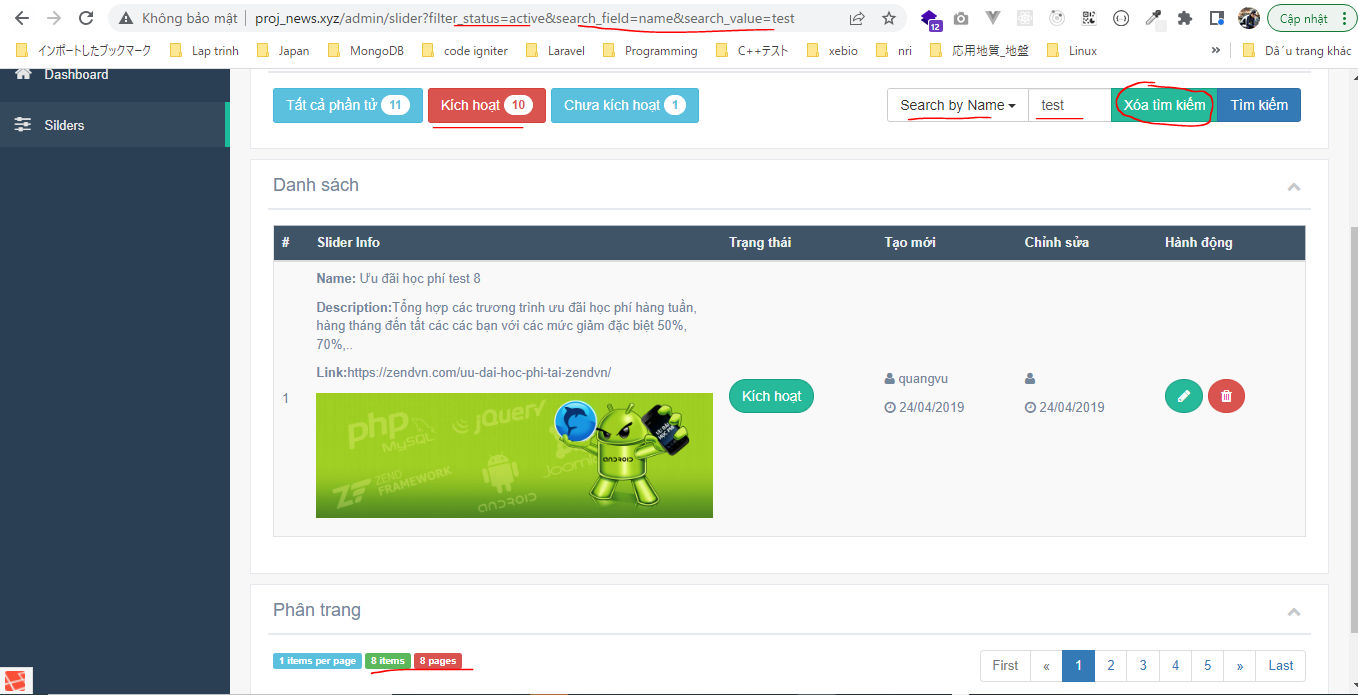 Không bảo mật proj_news.xyz/admin/slider?filter_status=active&search_field=name&search_value=test 12 Cập nhật
インポートしたブックマーク Lap trinh Japan MongoDB code igniter Laravel Programming C++テスト xebio nri 応用地質_地盤 Linux » Dấu trang khác
Dashboard
Tất cả phần tử 11 Kích hoạt 10 Chưa kích hoạt 1 Search by Name test Xóa tìm kiếm Tìm kiếm
Silders
Danh sách
# Slider Info Trạng thái Tạo mới Chỉnh sửa Hành động
Name: Ưu đãi học phí test 8
Description:Tổng hợp các trương trình ưu đãi học phí hàng tuần,
hàng tháng đến tất các các bạn với các mức giảm đặc biệt 50%,
70%,..
Link:https://zendvn.com/uu-dai-hoc-phi-tai-zendvn/
1 Kích hoạt quangvu
24/04/2019 24/04/2019
php MySQL jQuery
ZEND FRAMEWORK ANDROID ANDROID
Phân trang
1 items per page 8 items 8 pages First « 1 2 3 4 5 » Last